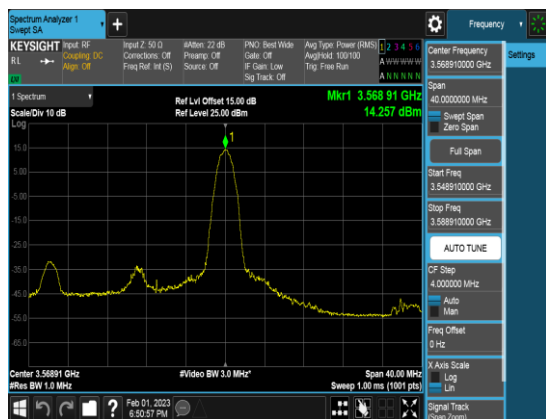 Spectrum Analyzer 1
Swept SA
+
Frequency
KEYSIGHT
RL
Input: RF
Coupling: DC
Align: Off
Input Z: 50 Ω
Corrections: Off
Freq Ref: Int (S)
#Atten: 22 dB
Preamp: Off
Source: Off
PNO: Best Wide
Gate: Off
IF Gain: Low
Sig Track: Off
Avg Type: Power (RMS)
Avg|Hold: 100/100
Trig: Free Run
1 2 3 4 5 6
A W W W W W
A N N N N N
1 Spectrum
Scale/Div 10 dB
Ref Lvl Offset 15.00 dB
Ref Level 25.00 dBm
Mkr1 3.568 91 GHz
14.257 dBm
Log
1
15.0
5.00
-5.00
-15.0
-25.0
-35.0
-45.0
-55.0
-65.0
Center 3.56891 GHz
#Res BW 1.0 MHz
#Video BW 3.0 MHz*
Span 40.00 MHz
Sweep 1.00 ms (1001 pts)
Feb 01, 2023
6:50:57 PM
Center Frequency
3.568910000 GHz
Span
40.0000000 MHz
Swept Span
Zero Span
Full Span
Start Freq
3.548910000 GHz
Stop Freq
3.588910000 GHz
AUTO TUNE
CF Step
4.000000 MHz
Auto
Man
Freq Offset
0 Hz
X Axis Scale
Log
Lin
Signal Track
(Span Zoom)
Settings